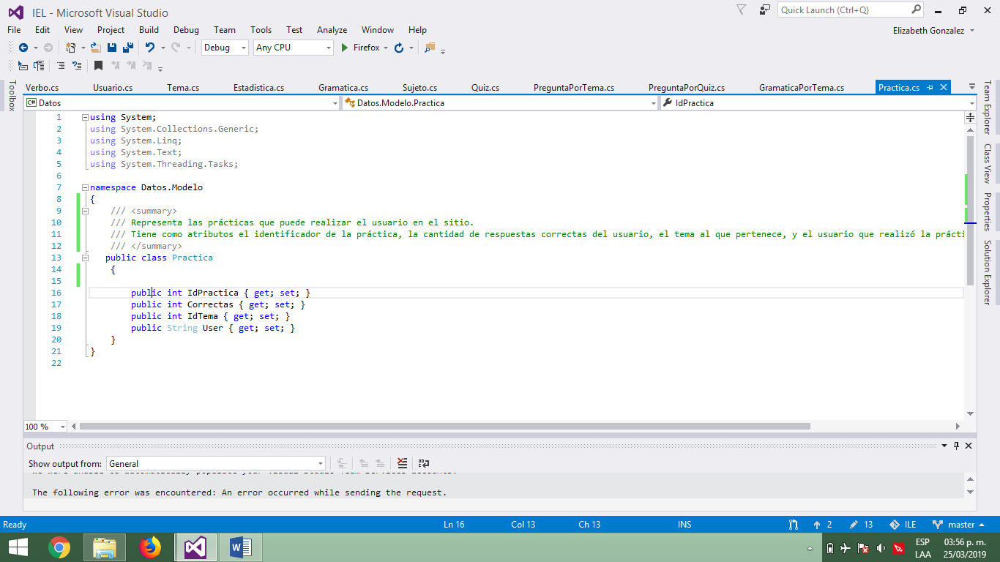 IEL - Microsoft Visual Studio
Quick Launch (Ctrl+Q)
File Edit View Project Build Debug Team Tools Test Analyze Window Help
Elizabeth Gonzalez
Debug Any CPU Firefox
Toolbox
Verbo.cs Usuario.cs Tema.cs Estadistica.cs Gramatica.cs Sujeto.cs Quiz.cs PreguntaPorTema.cs PreguntaPorQuiz.cs GramaticaPorTema.cs Practica.cs
Datos Datos.Modelo.Practica IdPractica
1 using System;
2 using System.Collections.Generic;
3 using System.Linq;
4 using System.Text;
5 using System.Threading.Tasks;
6
7 namespace Datos.Modelo
8 {
9 /// <summary>
10 /// Representa las prácticas que puede realizar el usuario en el sitio.
11 /// Tiene como atributos el identificador de la práctica, la cantidad de respuestas correctas del usuario, el tema al que pertenece, y el usuario que realizó la prácti
12 /// </summary>
13 public class Practica
14 {
15
16 public int IdPractica { get; set; }
17 public int Correctas { get; set; }
18 public int IdTema { get; set; }
19 public String User { get; set; }
20 }
21 }
22
Team Explorer
Class View
Properties
Solution Explorer
100 %
Output
Show output from: General
The following error was encountered: An error occurred while sending the request.
Ready Ln 16 Col 13 Ch 13 INS 2 13 ILE master
ESP 03:56 p. m.
LAA 25/03/2019